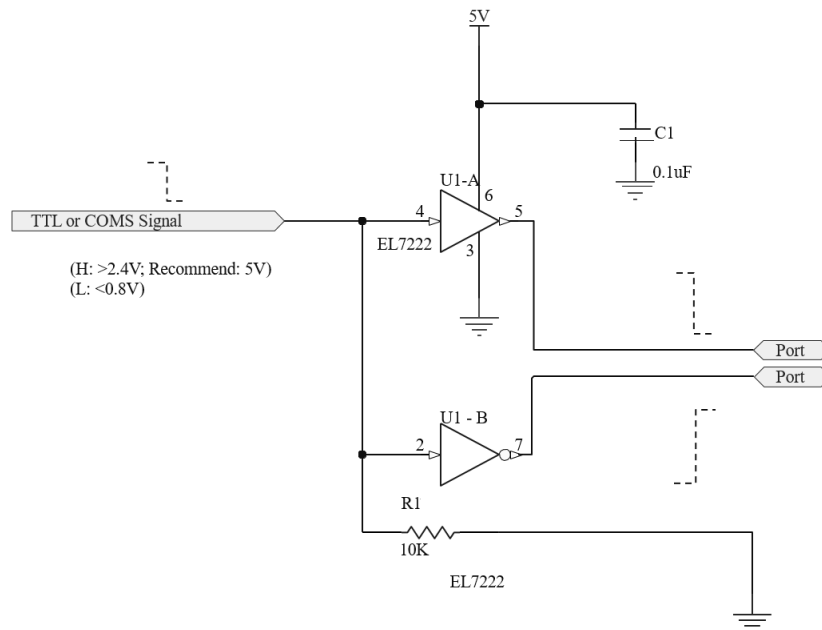 5V
C1
0.1uF
U1-A
6
4
5
EL7222
3
TTL or COMS Signal
(H: >2.4V; Recommend: 5V)
(L: <0.8V)
Port
Port
U1 - B
2
7
R1
10K
EL7222